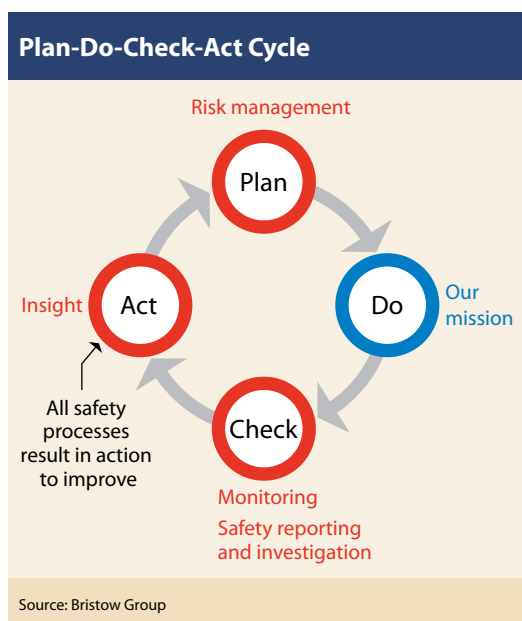 Plan-Do-Check-Act Cycle
Risk management
Plan
Insight
Act
Do
Our
mission
All safety
processes
result in action
to improve
Check
Monitoring
Safety reporting
and investigation
Source: Bristow Group